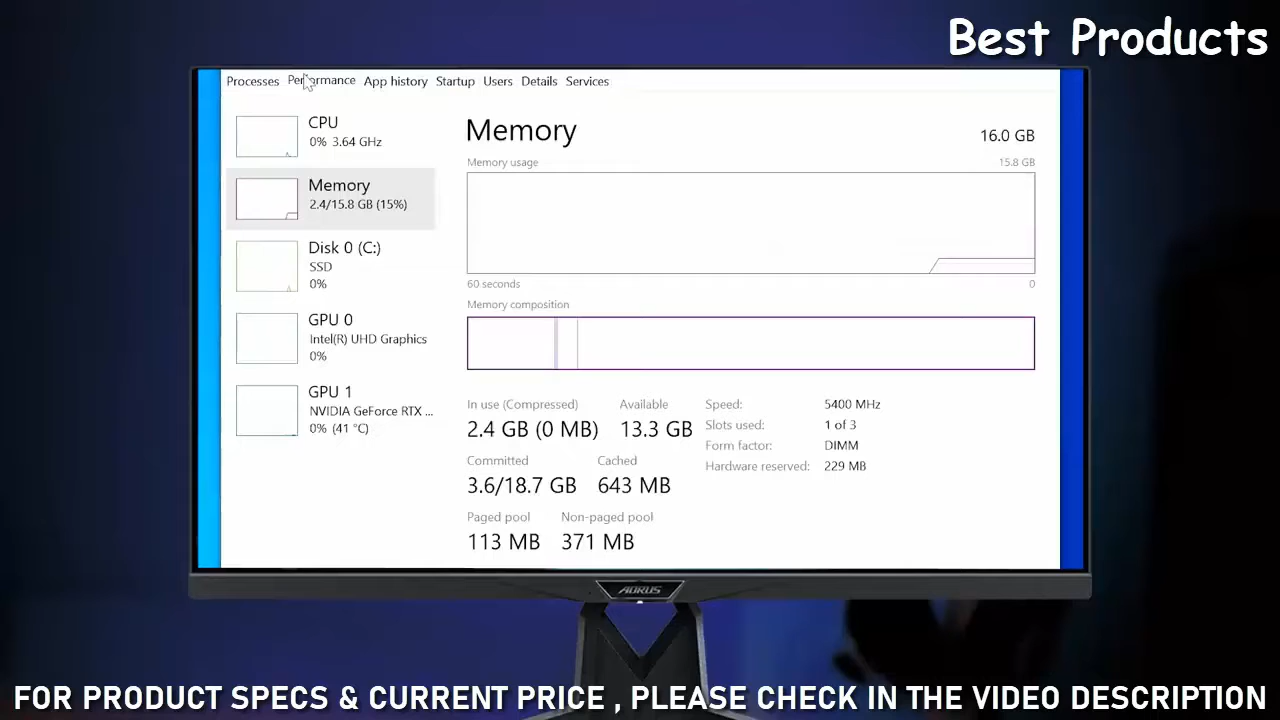 Best Products
Processes Performance App history Startup Users Details Services
CPU
0% 3.64 GHz
Memory
2.4/15.8 GB (15%)
Disk 0 (C:)
SSD
0%
GPU 0
Intel(R) UHD Graphics
0%
GPU 1
NVIDIA GeForce RTX ...
0% (41 °C)
Memory 16.0 GB
Memory usage 15.8 GB
60 seconds 0
Memory composition
In use (Compressed) Available
2.4 GB (0 MB) 13.3 GB
Committed Cached
3.6/18.7 GB 643 MB
Paged pool Non-paged pool
113 MB 371 MB
Speed: 5400 MHz
Slots used: 1 of 3
Form factor: DIMM
Hardware reserved: 229 MB
AORUS
FOR PRODUCT SPECS & CURRENT PRICE , PLEASE CHECK IN THE VIDEO DESCRIPTION